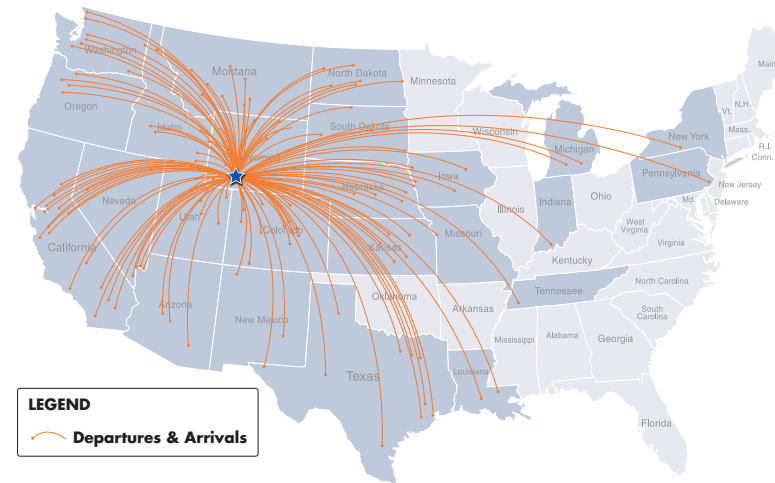 Washington
Montana
North Dakota
Minnesota
Main
Oregon
Idaho
South Dakota
Wisconsin
Michigan
New York
Vt.
N.H.
Mass.
R.I.
Conn.
Nevada
Utah
Colorado
Nebraska
Iowa
Illinois
Indiana
Ohio
Pennsylvania
New Jersey
Md.
Delaware
California
Kansas
Missouri
Kentucky
West
Virginia
Virginia
Arizona
New Mexico
Oklahoma
Arkansas
Tennessee
North Carolina
South
Carolina
Texas
Louisiana
Mississippi
Alabama
Georgia
Florida
LEGEND
Departures & Arrivals